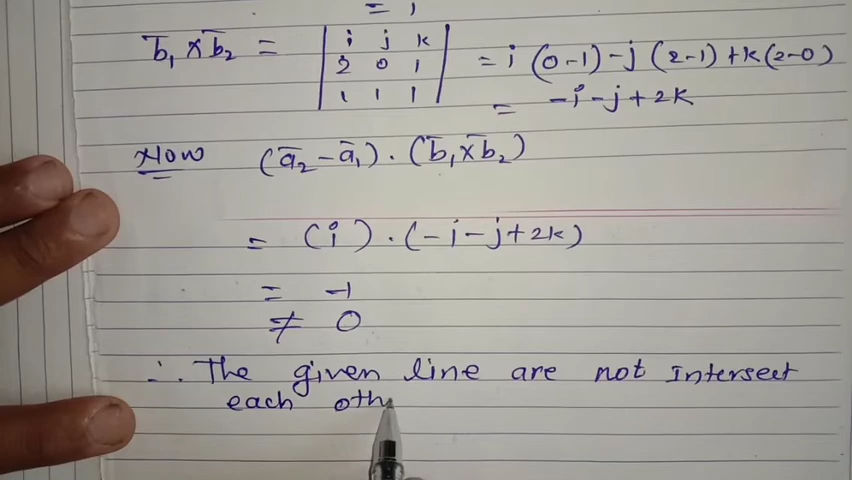 = i
b̄₁ × b̄₂ = | i j k | = i (0-1) - j (2-1) + k (2-0)
| 2 0 1 |
| 1 1 1 | = -i - j + 2k
Now (ā₂ - ā₁) . (b̄₁ × b̄₂)
= (i) . (-i - j + 2k)
= -1
≠ 0
∴ The given line are not intersect
each oth